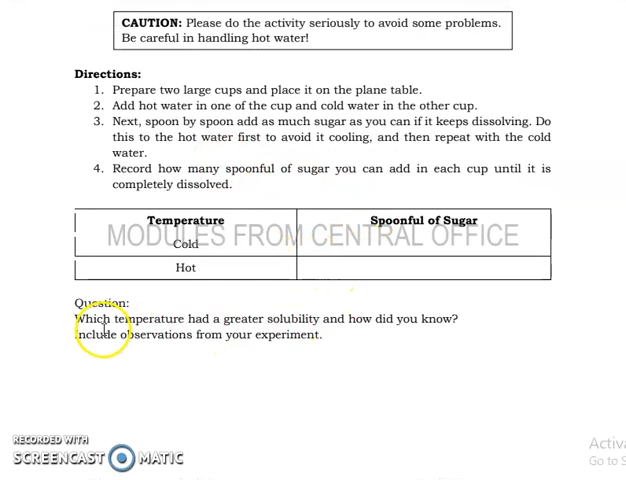 CAUTION: Please do the activity seriously to avoid some problems.
Be careful in handling hot water!
Directions:
1. Prepare two large cups and place it on the plane table.
2. Add hot water in one of the cup and cold water in the other cup.
3. Next, spoon by spoon add as much sugar as you can if it keeps dissolving. Do
this to the hot water first to avoid it cooling, and then repeat with the cold
water.
4. Record how many spoonful of sugar you can add in each cup until it is
completely dissolved.
Temperature Spoonful of Sugar
MODULES FROM CENTRAL OFFICE
Cold
Hot
Question:
Which temperature had a greater solubility and how did you know?
Include observations from your experiment.
RECORDED WITH
SCREENCAST MATIC
Activa
Go to S